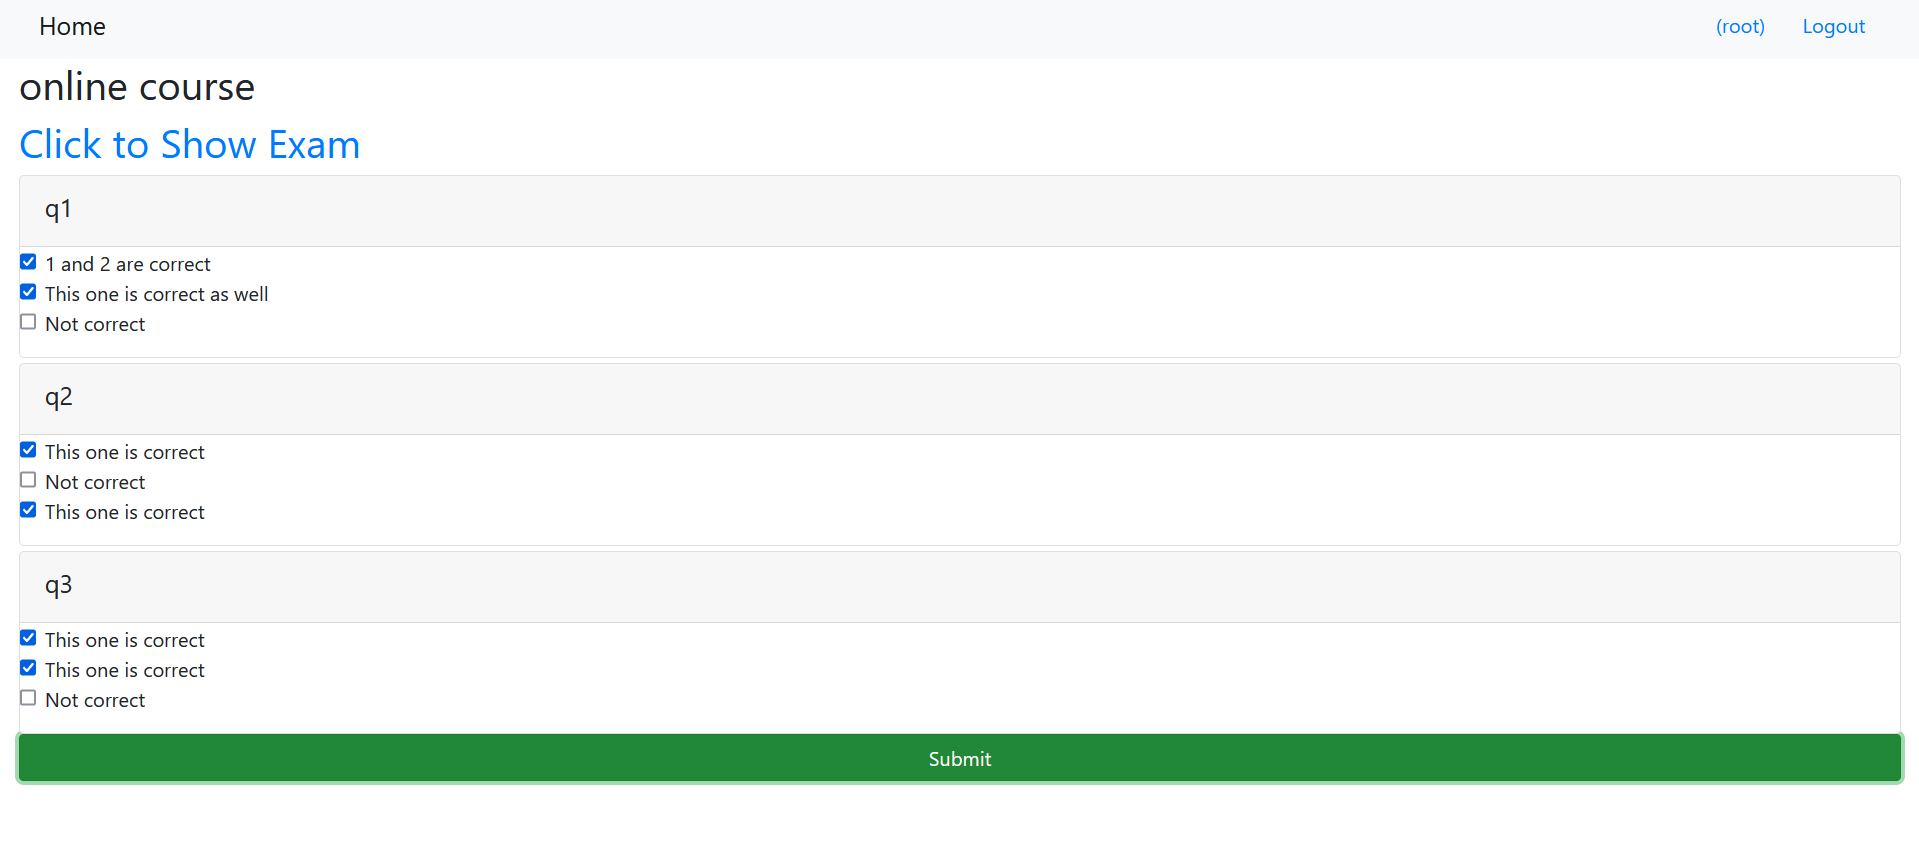 Home (root) Logout
online course
Click to Show Exam
q1
1 and 2 are correct
This one is correct as well
Not correct
q2
This one is correct
Not correct
This one is correct
q3
This one is correct
This one is correct
Not correct
Submit